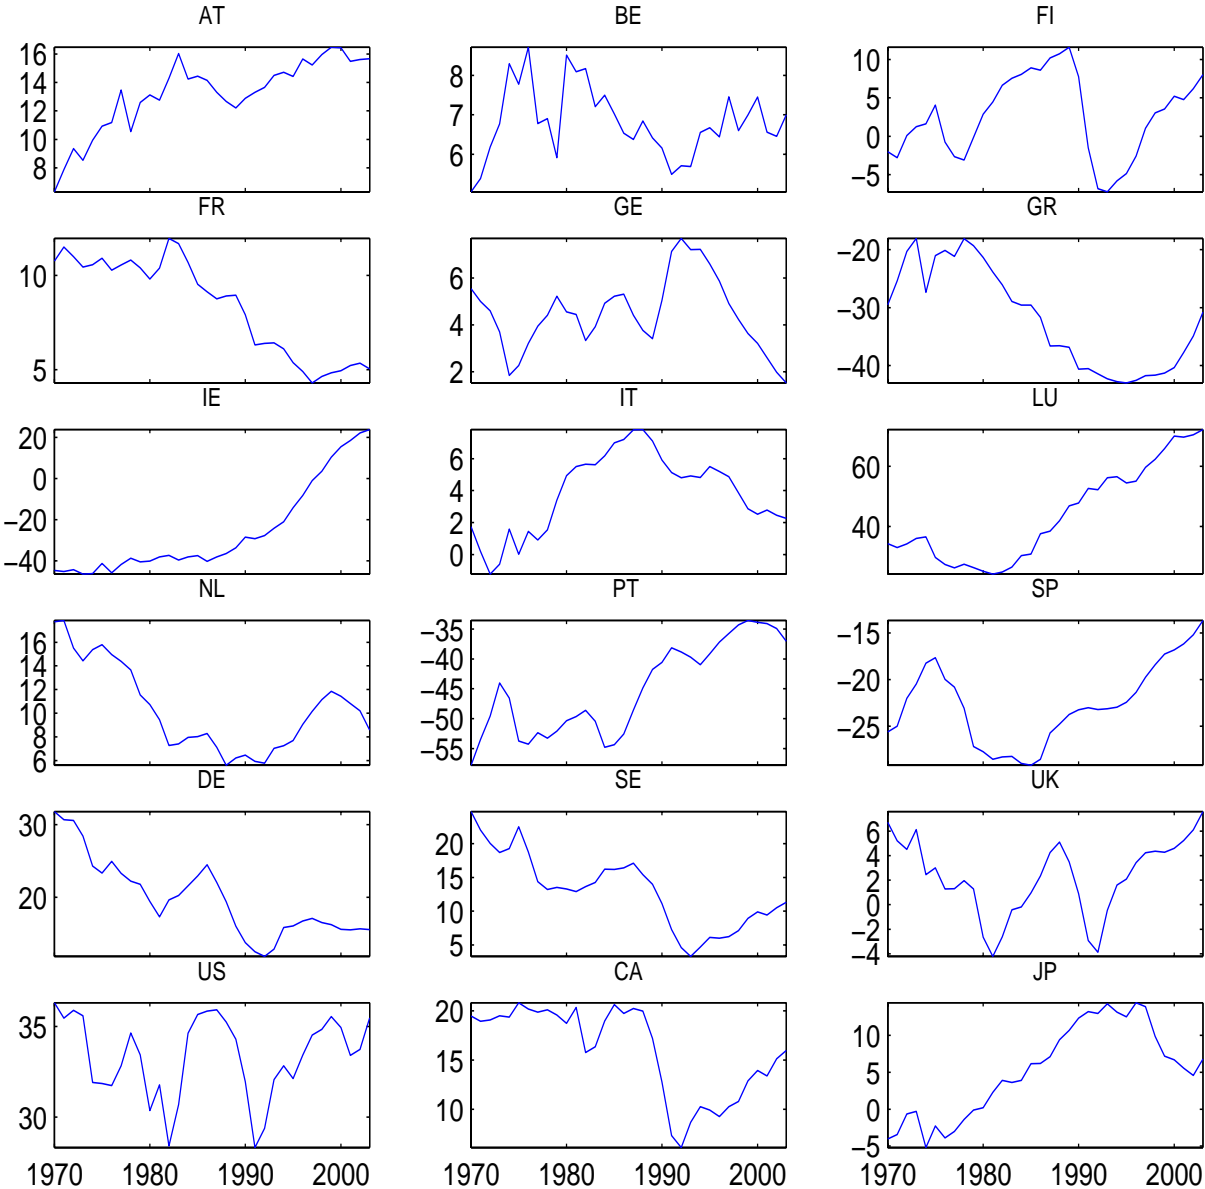 AT BE FI
16 14 12 10 8
8 7 6
10 5 0 −5
FR GE GR
10 5
6 4 2
−20 −30 −40
IE IT LU
20 0 −20 −40
6 4 2 0
60 40
NL PT SP
16 14 12 10 8 6
−35 −40 −45 −50 −55
−15 −20 −25
DE SE UK
30 20
20 15 10 5
6 4 2 0 −2 −4
US CA JP
35 30
20 15 10
10 5 0 −5
1970 1980 1990 2000 1970 1980 1990 2000 1970 1980 1990 2000